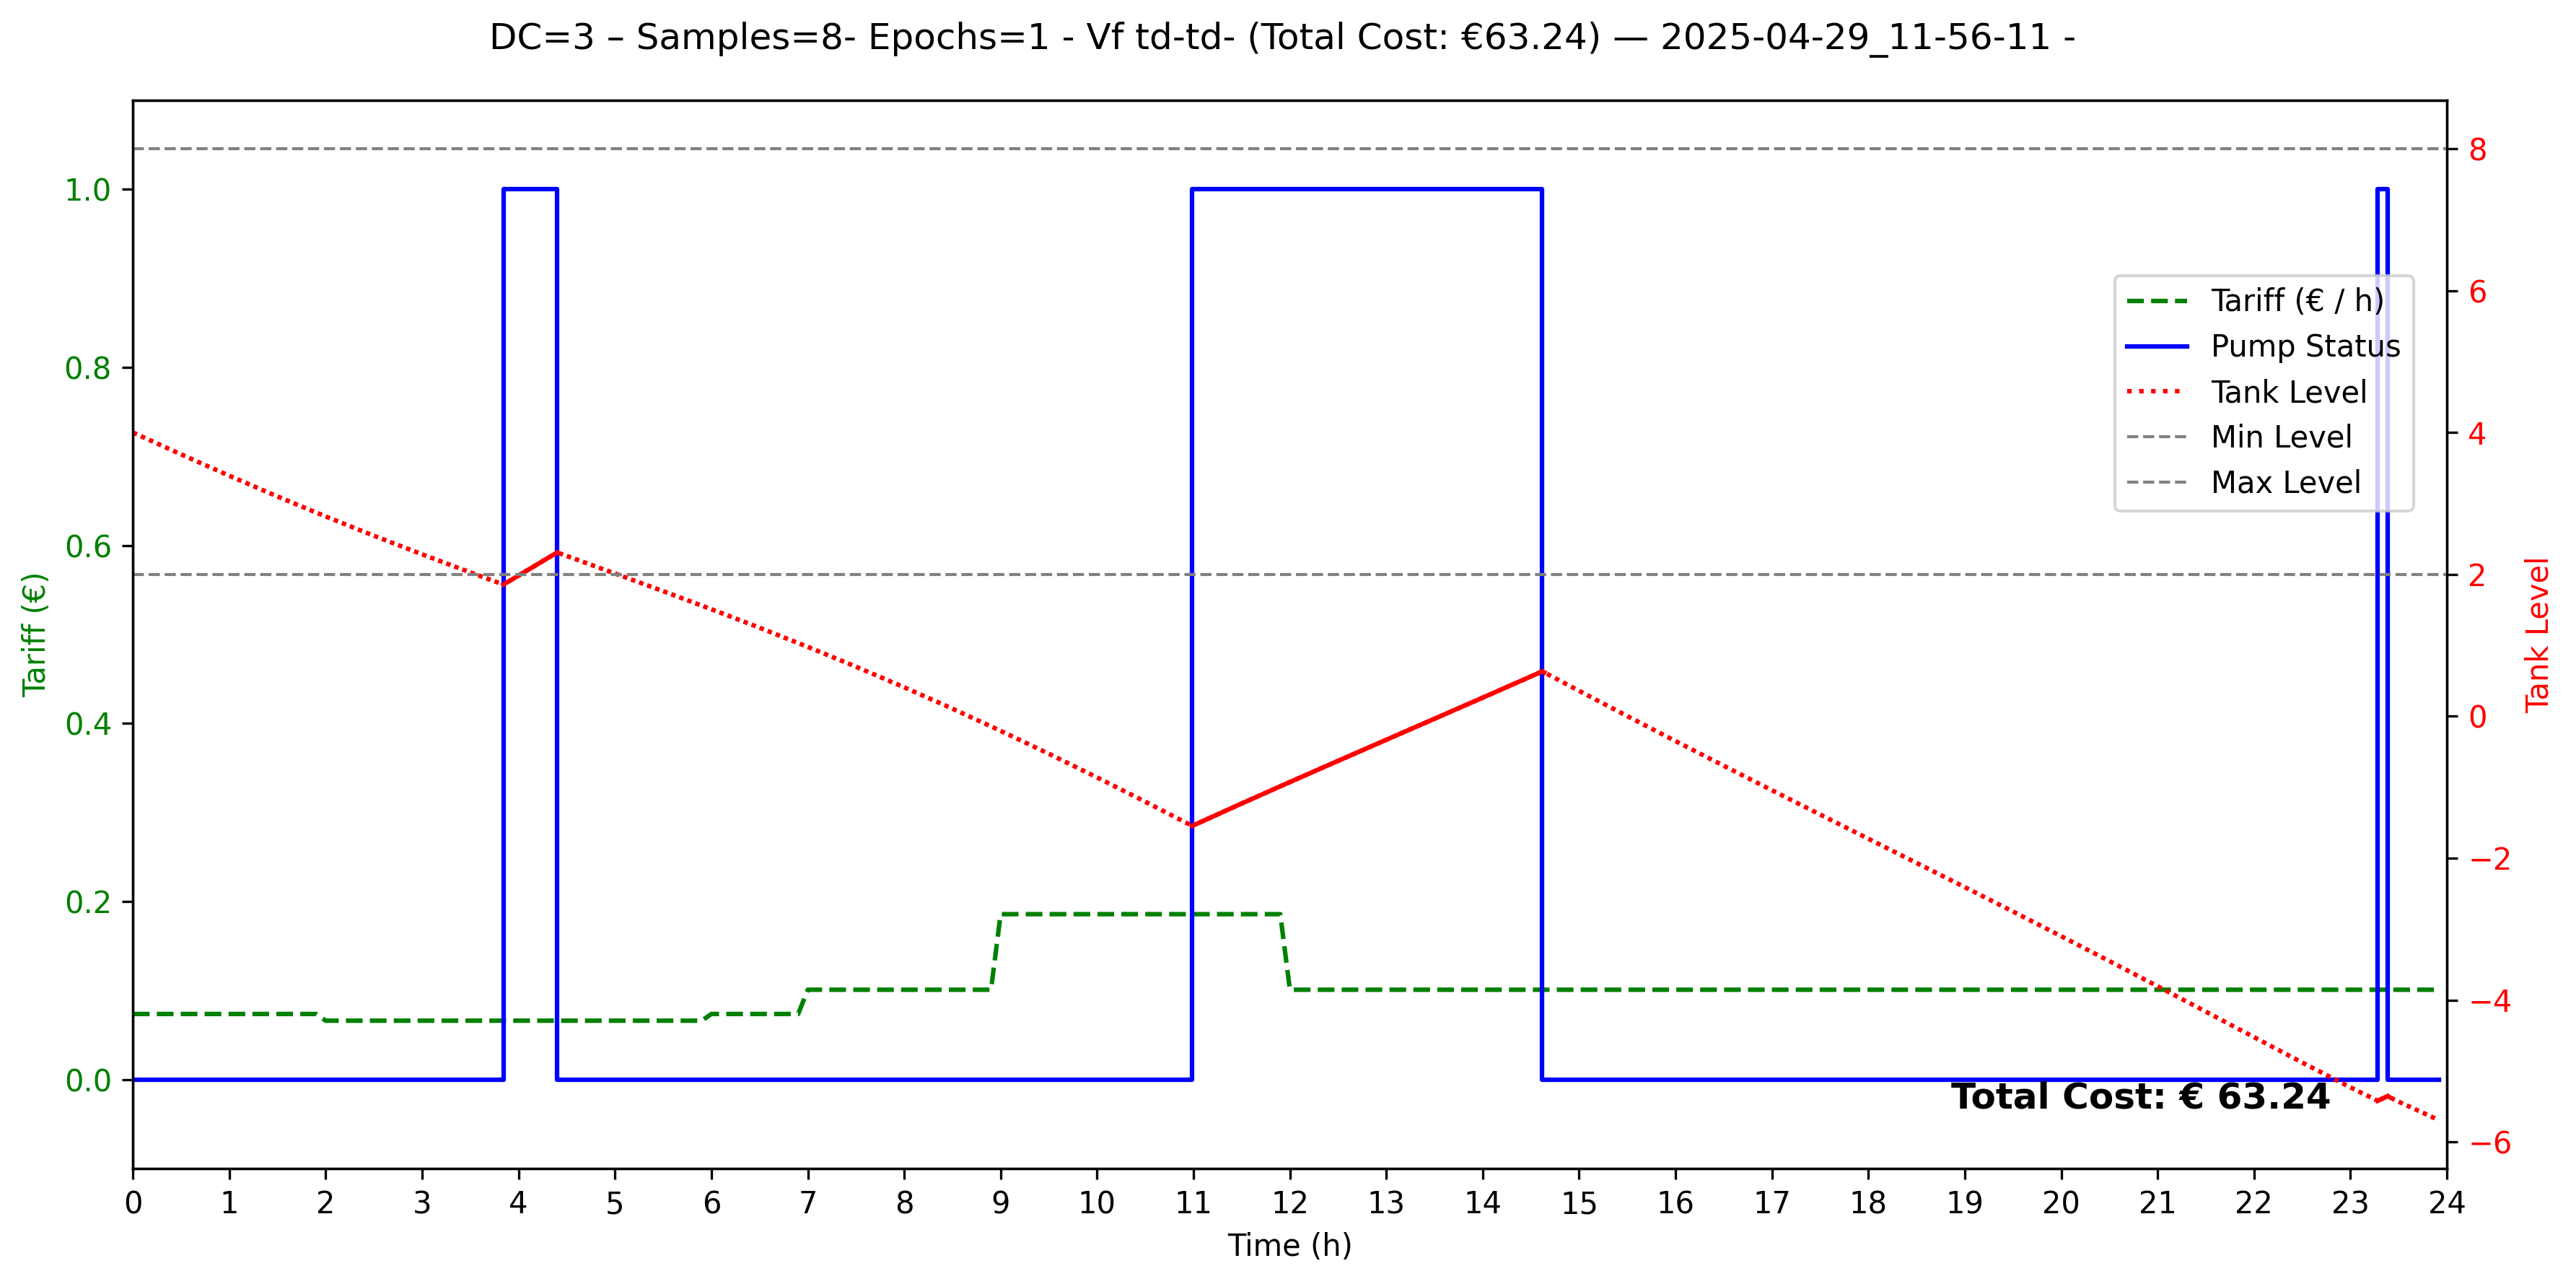 DC=3 – Samples=8- Epochs=1 - Vf td-td- (Total Cost: €63.24) — 2025-04-29_11-56-11 -
1.0
0.8
0.6
0.4
0.2
0.0
Tariff (€)
8
6
4
2
0
−2
−4
−6
Tank Level
Tariff (€ / h)
Pump Status
Tank Level
Min Level
Max Level
Total Cost: € 63.24
0 1 2 3 4 5 6 7 8 9 10 11 12 13 14 15 16 17 18 19 20 21 22 23 24
Time (h)